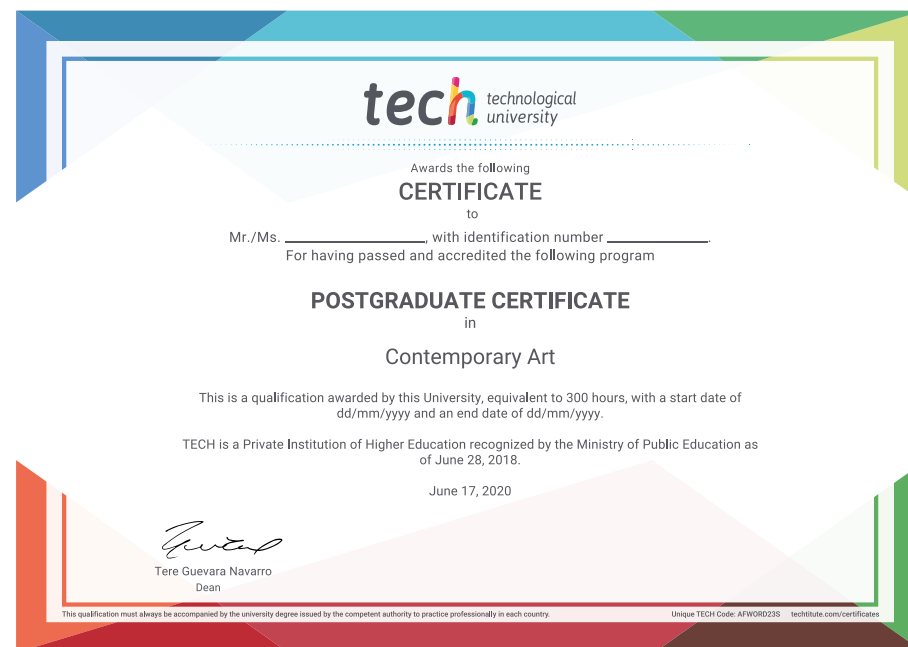 tech technological
university
Awards the following
CERTIFICATE
to
Mr./Ms. ____________________, with identification number ______________.
For having passed and accredited the following program
POSTGRADUATE CERTIFICATE
in
Contemporary Art
This is a qualification awarded by this University, equivalent to 300 hours, with a start date of
dd/mm/yyyy and an end date of dd/mm/yyyy.
TECH is a Private Institution of Higher Education recognized by the Ministry of Public Education as
of June 28, 2018.
June 17, 2020
Tere Guevara Navarro
Dean
This qualification must always be accompanied by the university degree issued by the competent authority to practice professionally in each country. Unique TECH Code: AFWORD23S techtitute.com/certificates